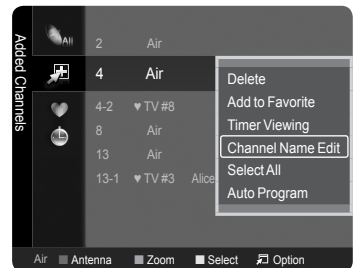 Added Channels
All
2 Air
4 Air
4-2 ♥ TV #8
8 Air
13 Air
13-1 ♥ TV #3 Alice
Delete
Add to Favorite
Timer Viewing
Channel Name Edit
Select All
Auto Program
Air Antenna Zoom Select Option